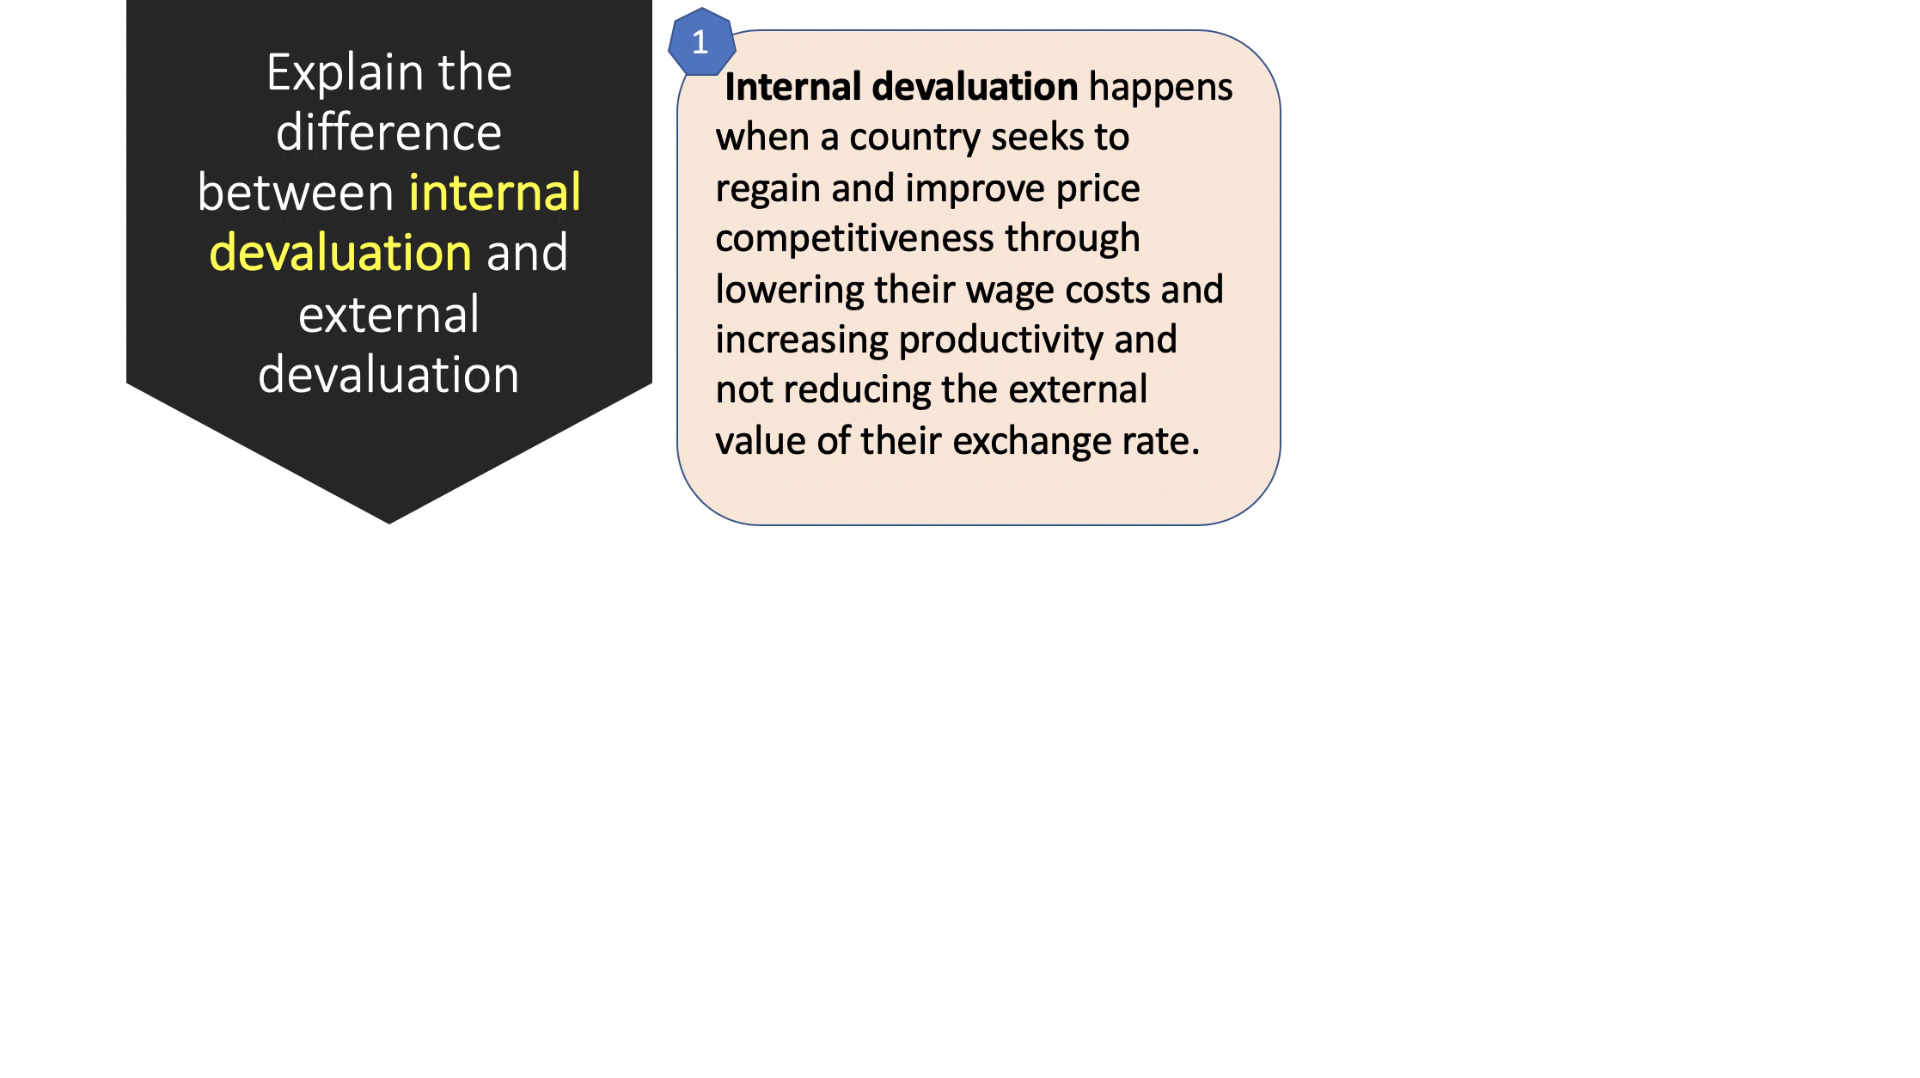 Explain the
difference
between internal
devaluation and
external
devaluation
1
Internal devaluation happens
when a country seeks to
regain and improve price
competitiveness through
lowering their wage costs and
increasing productivity and
not reducing the external
value of their exchange rate.